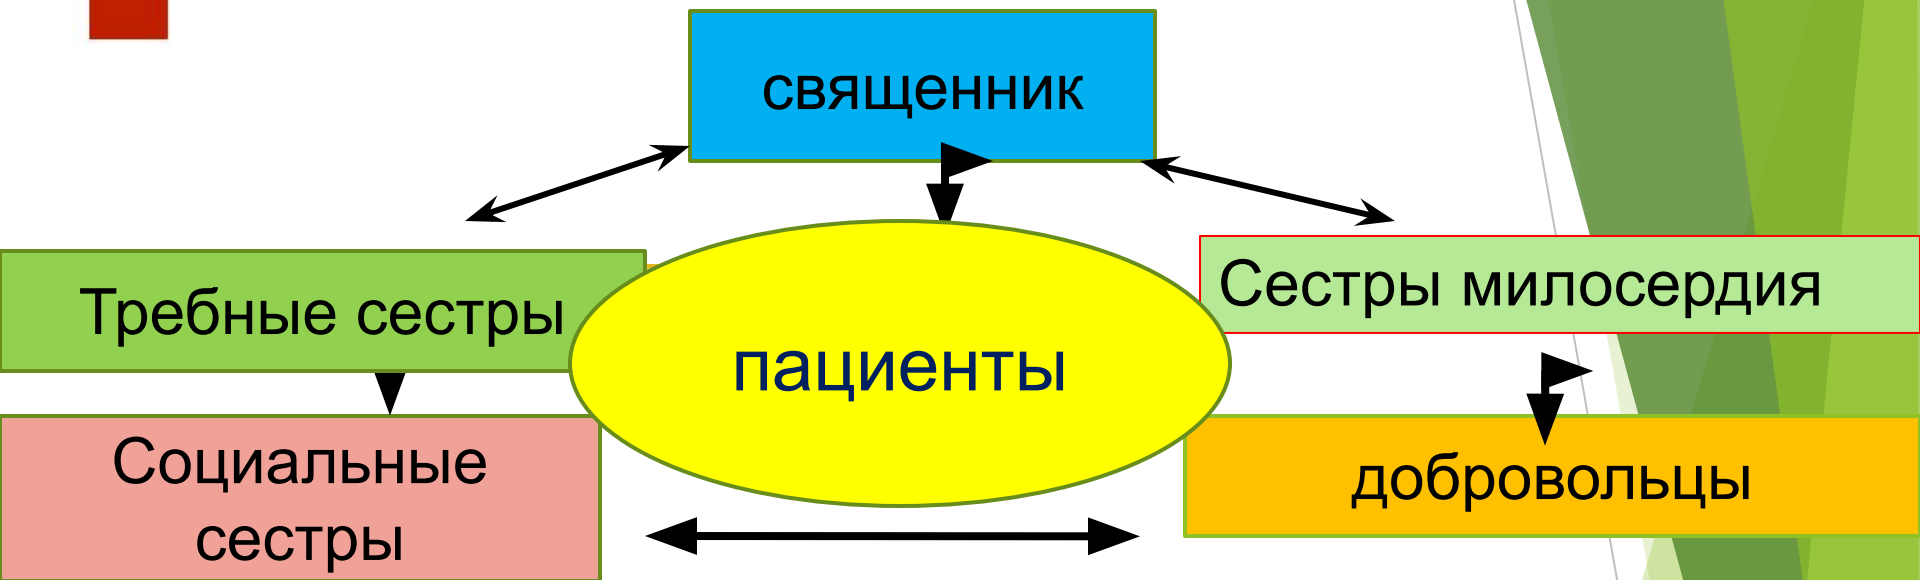 священник
Требные сестры
Сестры милосердия
пациенты
Социальные
сестры
добровольцы